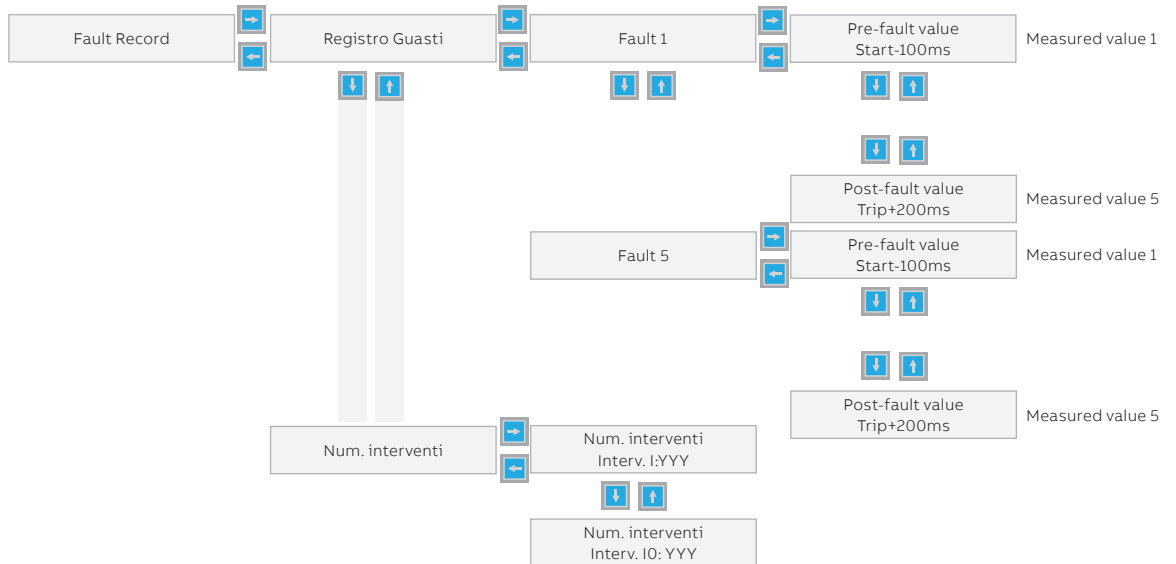 Fault Record
Registro Guasti
Fault 1
Pre-fault value
Start-100ms
Measured value 1
Post-fault value
Trip+200ms
Measured value 5
Fault 5
Pre-fault value
Start-100ms
Measured value 1
Post-fault value
Trip+200ms
Measured value 5
Num. interventi
Num. interventi
Interv. I:YYY
Num. interventi
Interv. I0: YYY